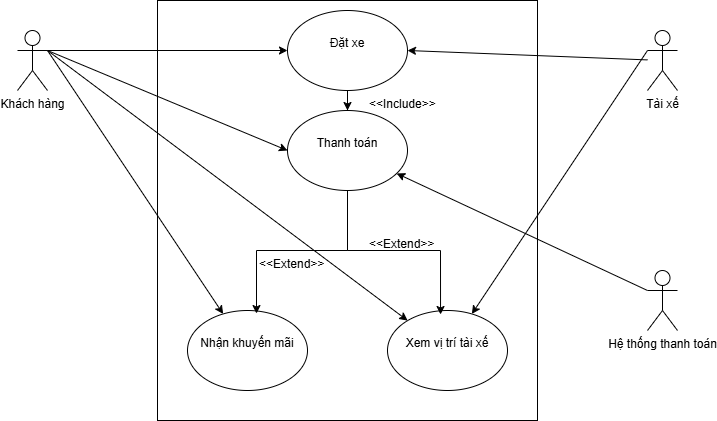 Đặt xe
Khách hàng
<<Include>>
Tải xế
Thanh toán
<<Extend>>
<<Extend>>
Nhận khuyến mãi
Xem vị trí tài xế
Hệ thống thanh toán